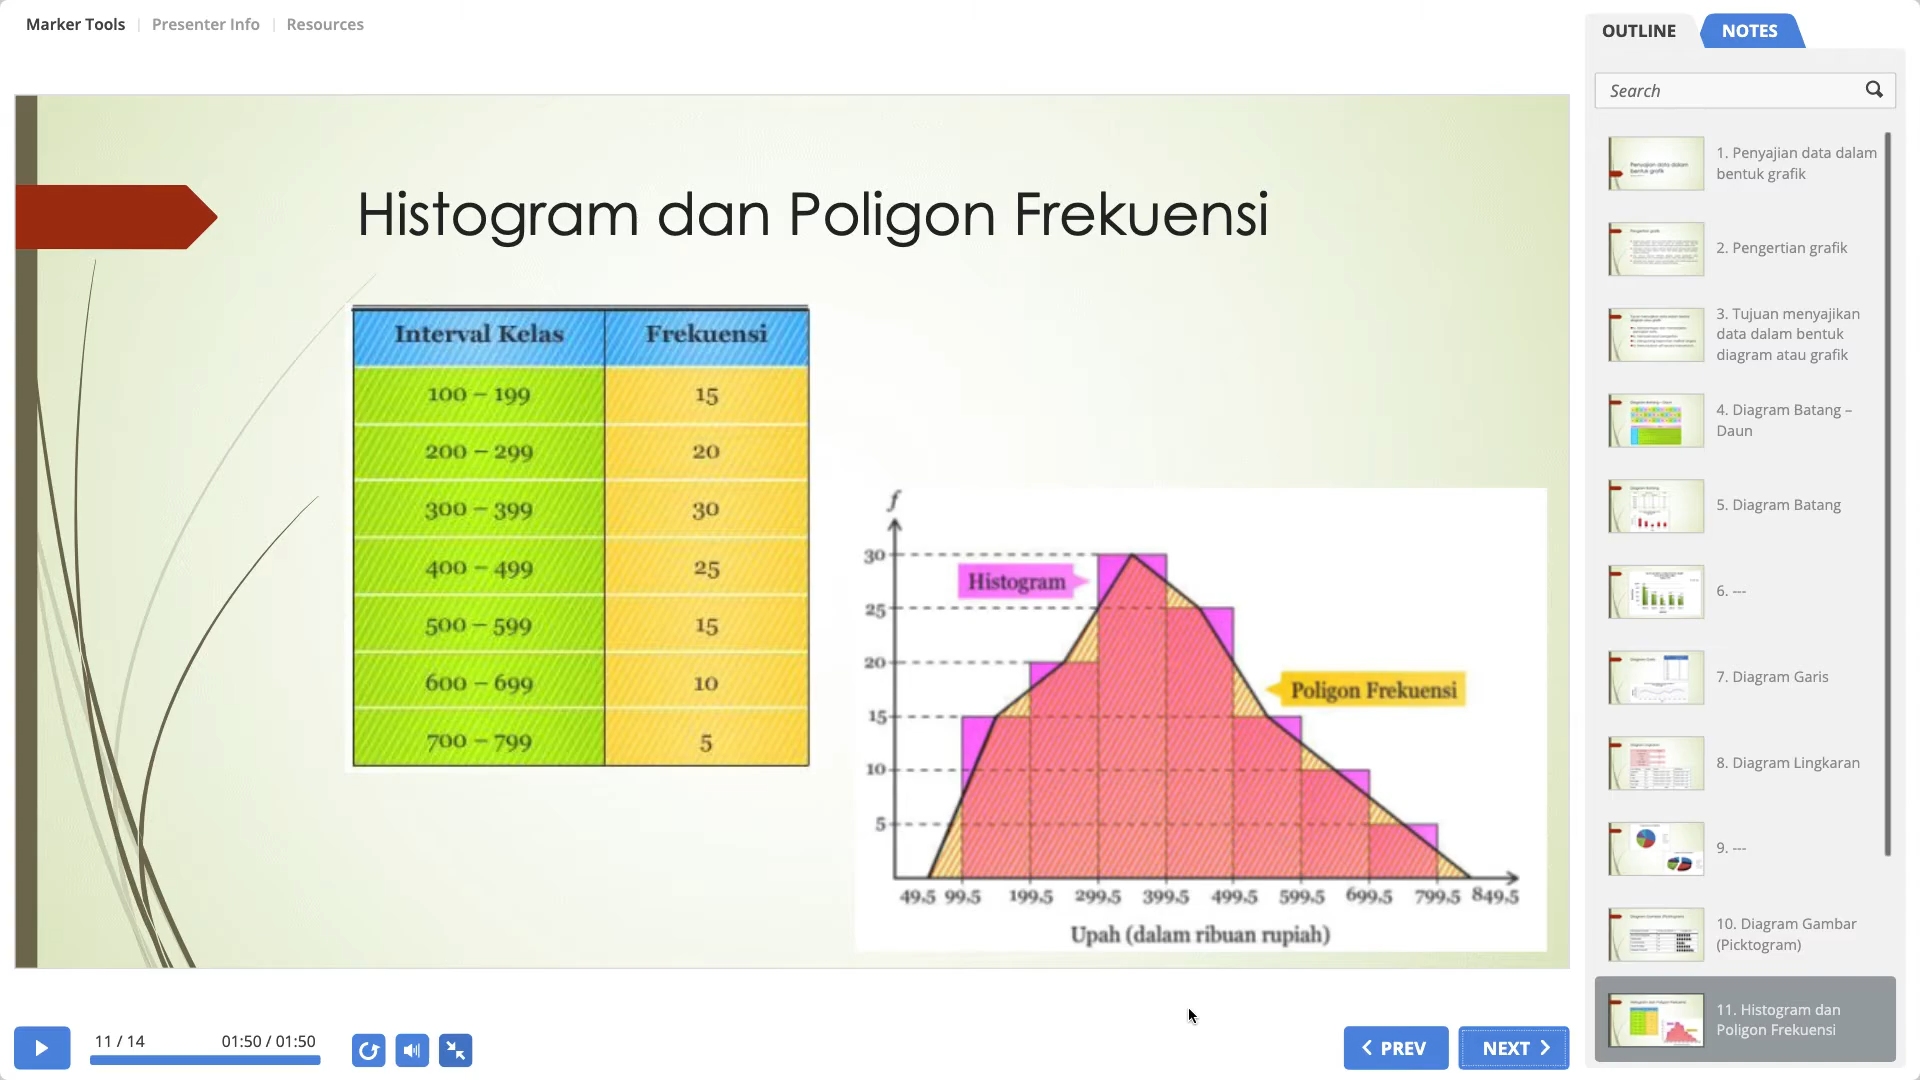 Marker Tools
Presenter Info
Resources
OUTLINE
NOTES
Search
Histogram dan Poligon Frekuensi
Interval Kelas Frekuensi
100 – 199 15
200 – 299 20
300 – 399 30
400 – 499 25
500 – 599 15
600 – 699 10
700 – 799 5
f
30
25
20
15
10
5
Histogram
Poligon Frekuensi
49,5 99,5 199,5 299,5 399,5 499,5 599,5 699,5 799,5 849,5
Upah (dalam ribuan rupiah)
1. Penyajian data dalam
bentuk grafik
2. Pengertian grafik
3. Tujuan menyajikan
data dalam bentuk
diagram atau grafik
4. Diagram Batang –
Daun
5. Diagram Batang
6. ---
7. Diagram Garis
8. Diagram Lingkaran
9. ---
10. Diagram Gambar
(Picktogram)
11. Histogram dan
Poligon Frekuensi
11 / 14
01:50 / 01:50
PREV
NEXT